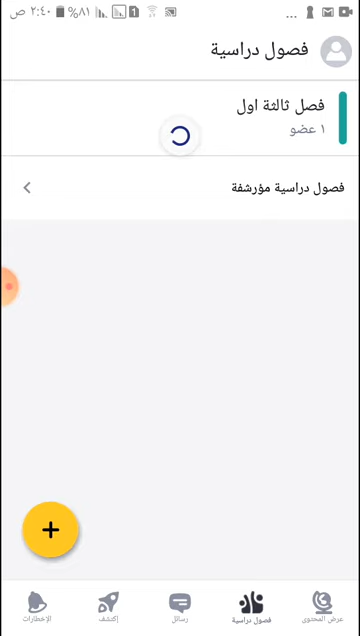 ٢:٤٠ ص ٨١% 1
فصول دراسية
فصل ثالثة اول
١ عضو
فصول دراسية مؤرشفة
عرض المحتوى
فصول دراسية
رسائل
إكتشف
الإخطارات